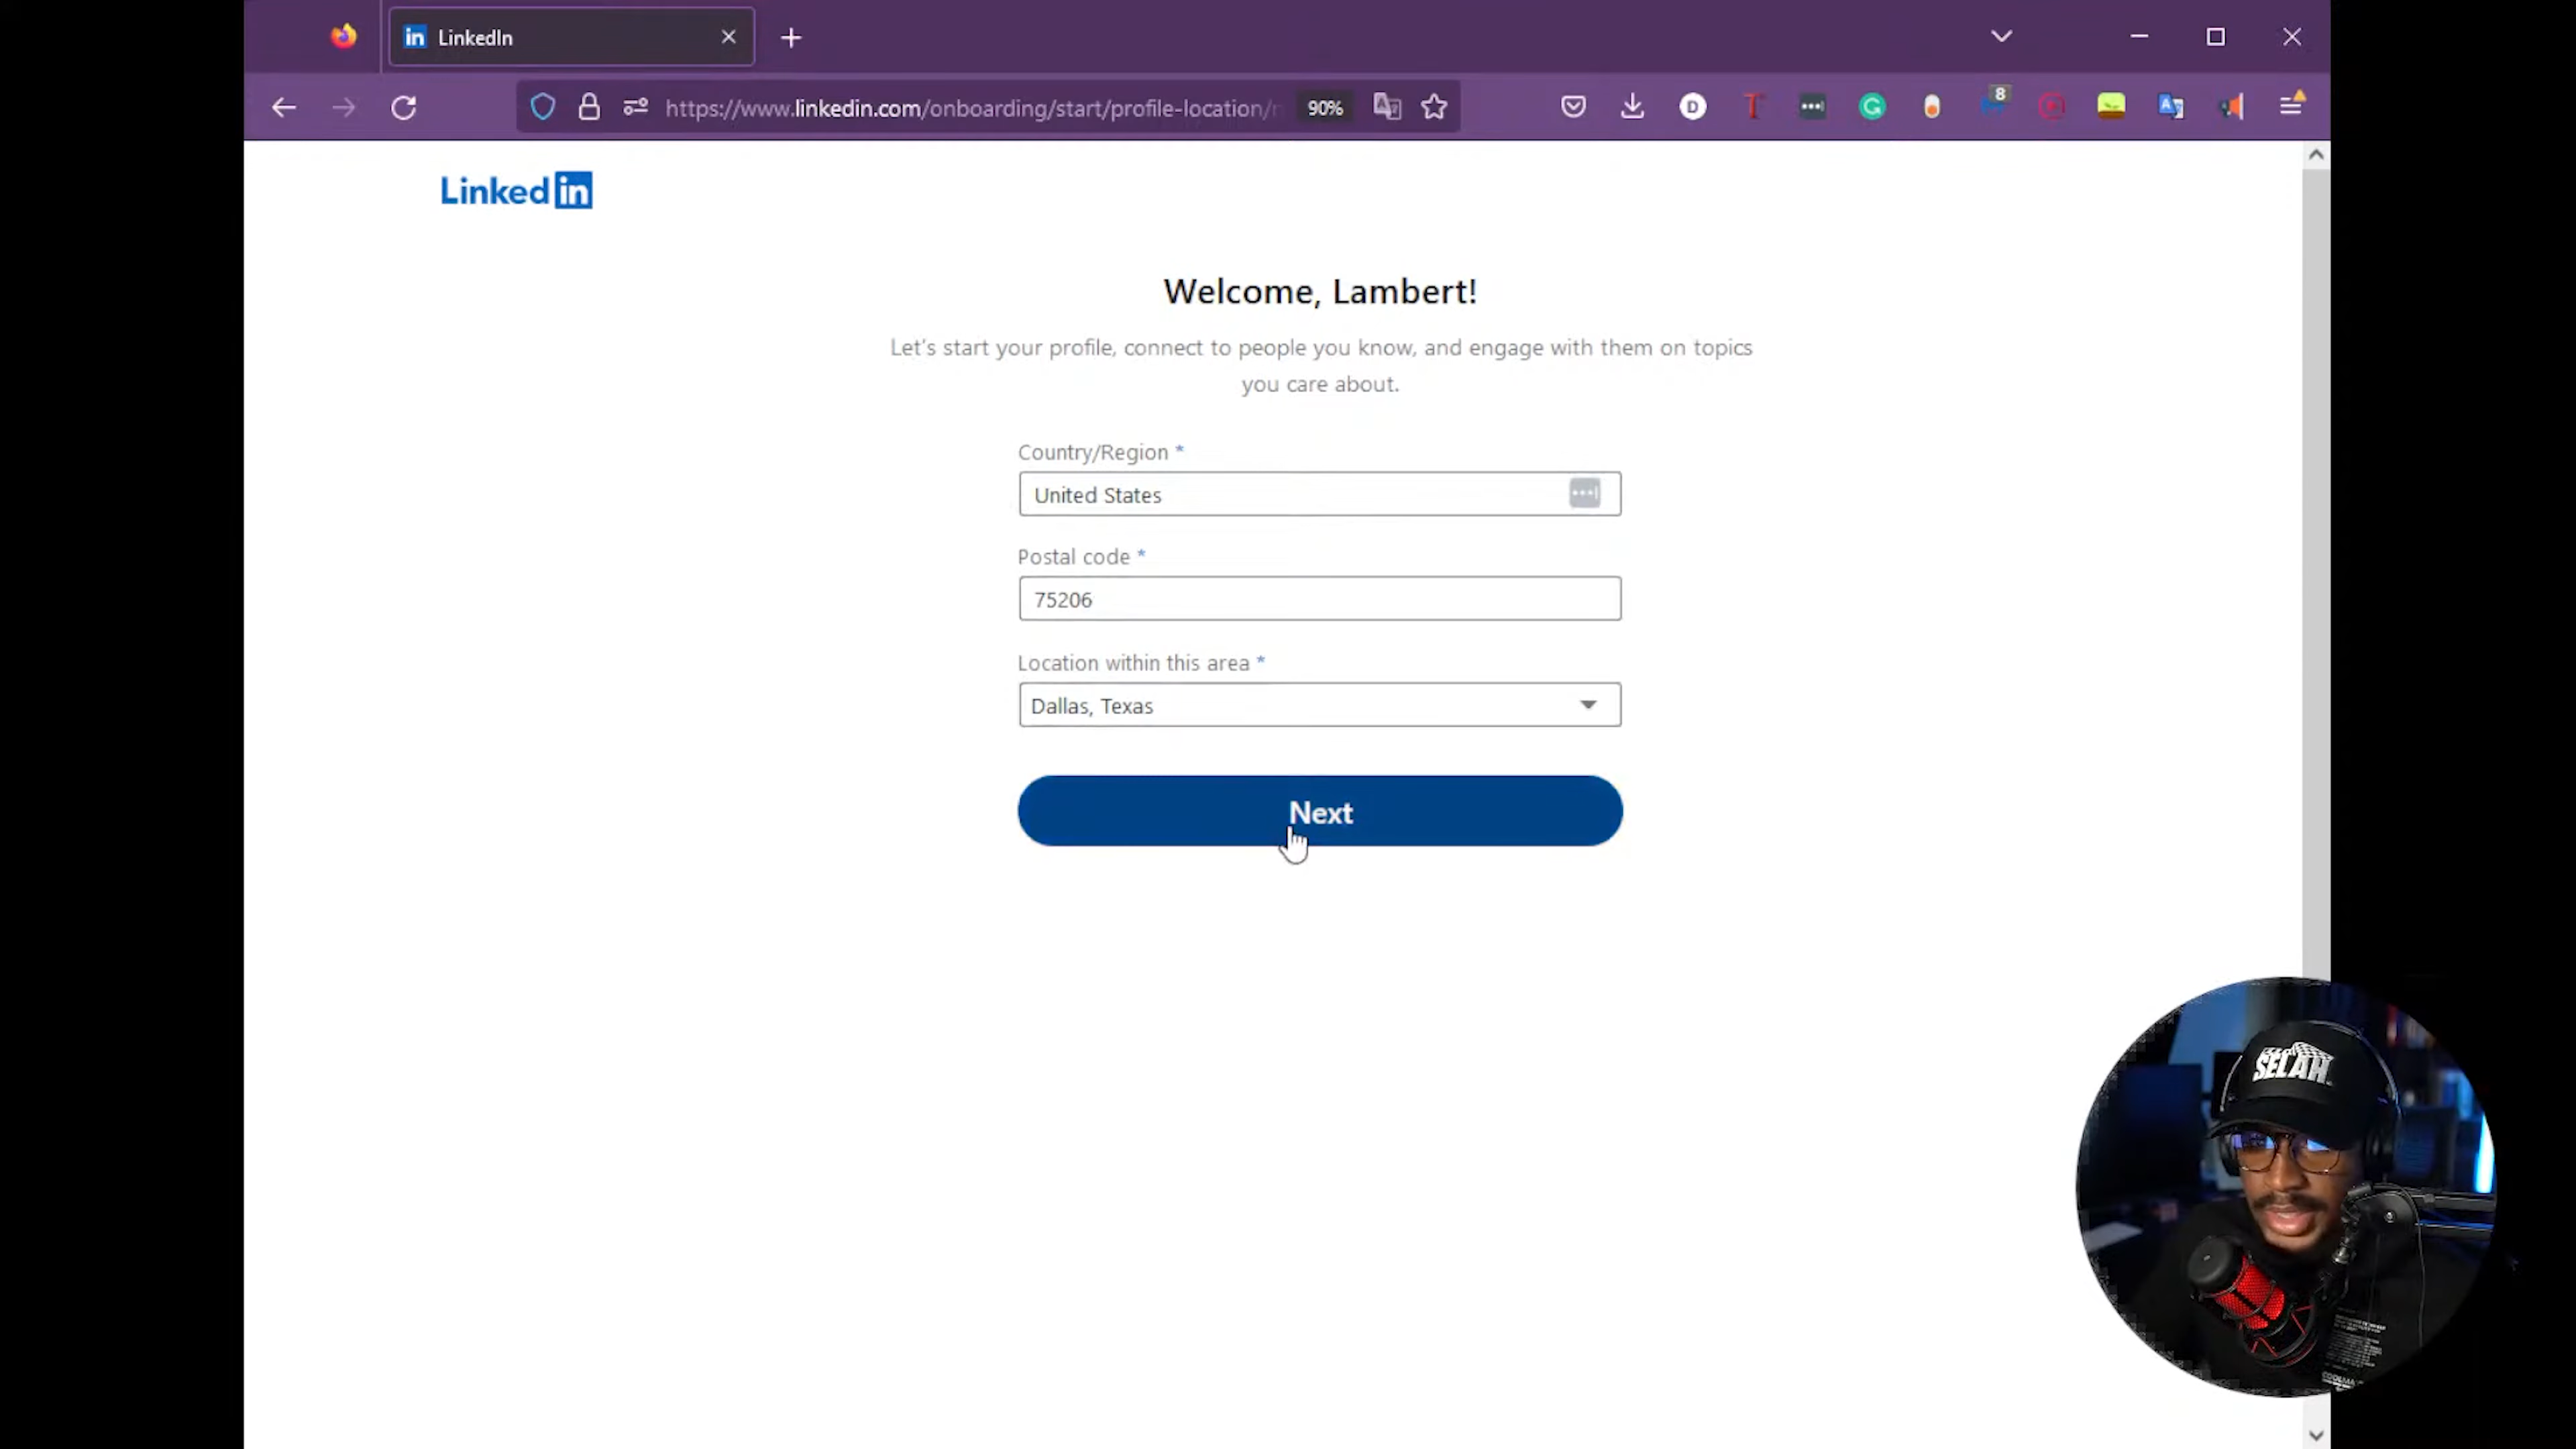 in LinkedIn
https://www.linkedin.com/onboarding/start/profile-location/
90%
D
T
G
8
Linked in
Welcome, Lambert!
Let's start your profile, connect to people you know, and engage with them on topics
you care about.
Country/Region *
United States
Postal code *
75206
Location within this area *
Dallas, Texas
Next
SELAH